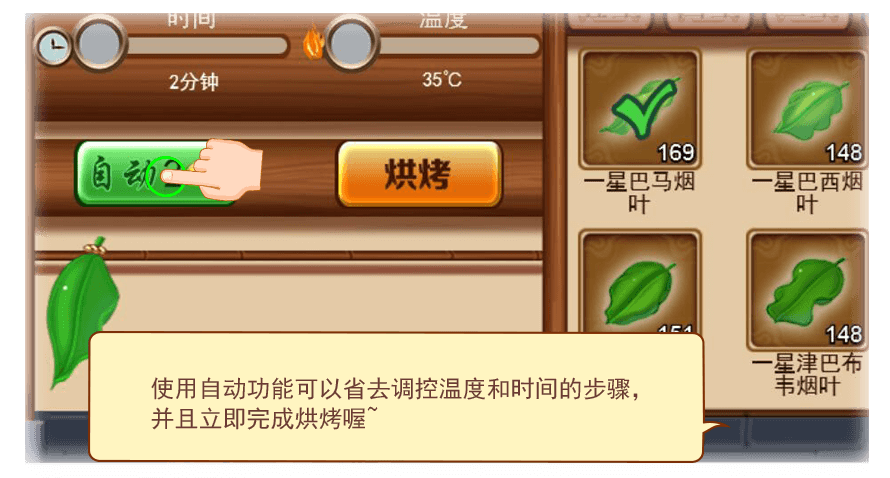 时间
温度
2分钟
35℃
169
148
自动
烘烤
一星巴马烟
叶
一星巴西烟
叶
151
148
一星津巴布
韦烟叶
使用自动功能可以省去调控温度和时间的步骤，
并且立即完成烘烤喔~